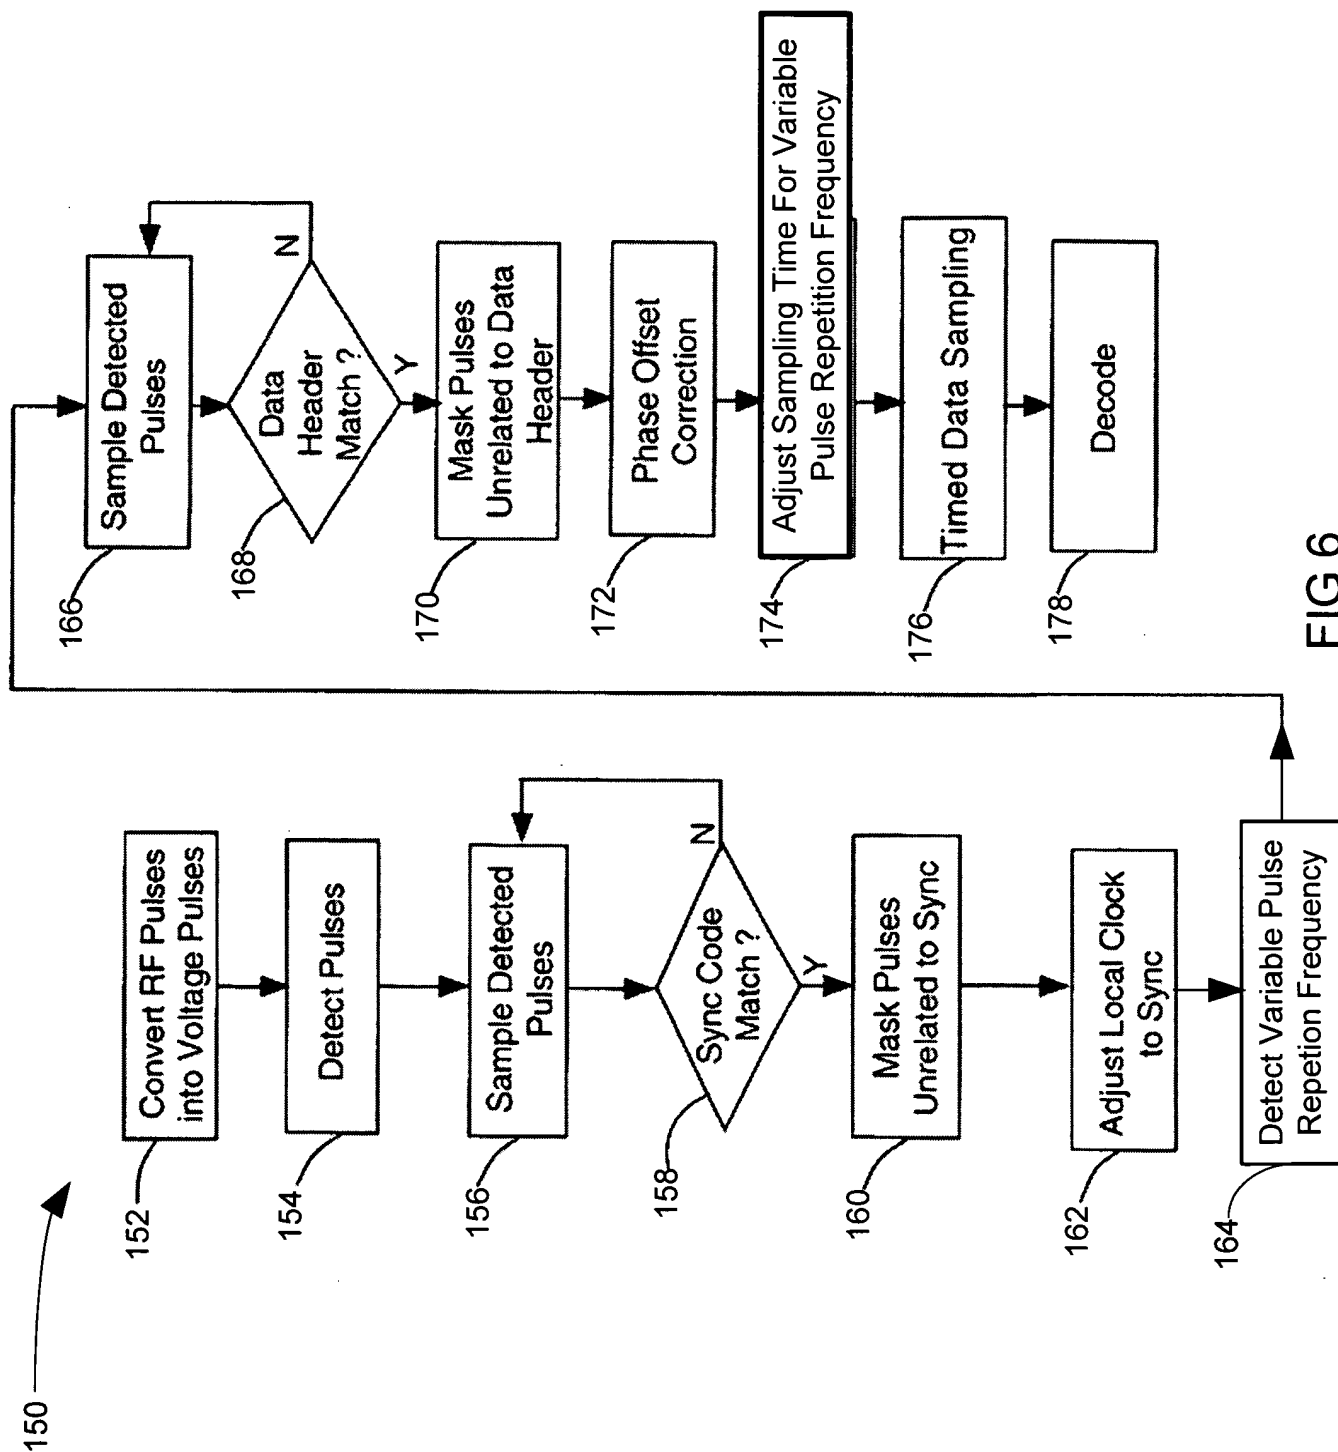 150
152
Convert RF Pulses
into Voltage Pulses
154
Detect Pulses
156
Sample Detected
Pulses
158
Sync Code
Match ?
N
Y
160
Mask Pulses
Unrelated to Sync
162
Adjust Local Clock
to Sync
164
Detect Variable Pulse
Repetion Frequency
166
Sample Detected
Pulses
168
Data
Header
Match ?
N
Y
170
Mask Pulses
Unrelated to Data
Header
172
Phase Offset
Correction
174
Adjust Sampling Time For Variable
Pulse Repetition Frequency
176
Timed Data Sampling
178
Decode
FIG 6